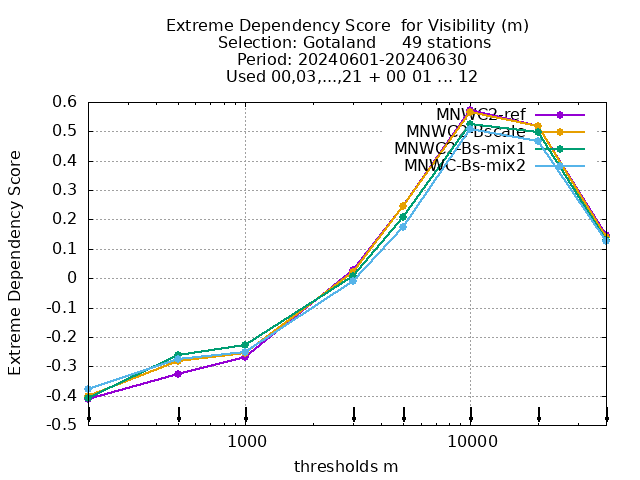 Extreme Dependency Score  for Visibility (m)
Selection: Gotaland     49 stations
Period: 20240601-20240630
Used 00,03,...,21 + 00 01 ... 12
Extreme Dependency Score
0.6
0.5
0.4
0.3
0.2
0.1
0
-0.1
-0.2
-0.3
-0.4
-0.5
MNWC2-ref
MNWC2-Bscale
MNWC2-Bs-mix1
MNWC-Bs-mix2
1000
10000
thresholds m